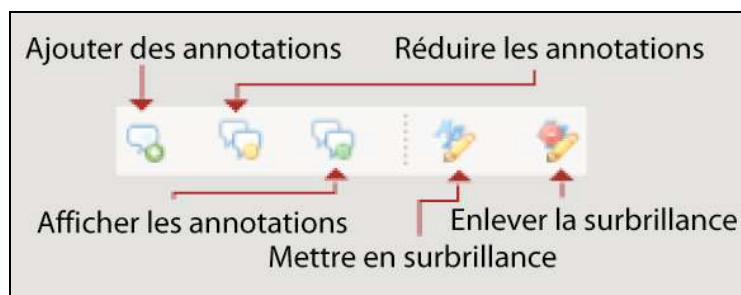 Ajouter des annotations
Réduire les annotations
Afficher les annotations
Enlever la surbrillance
Mettre en surbrillance